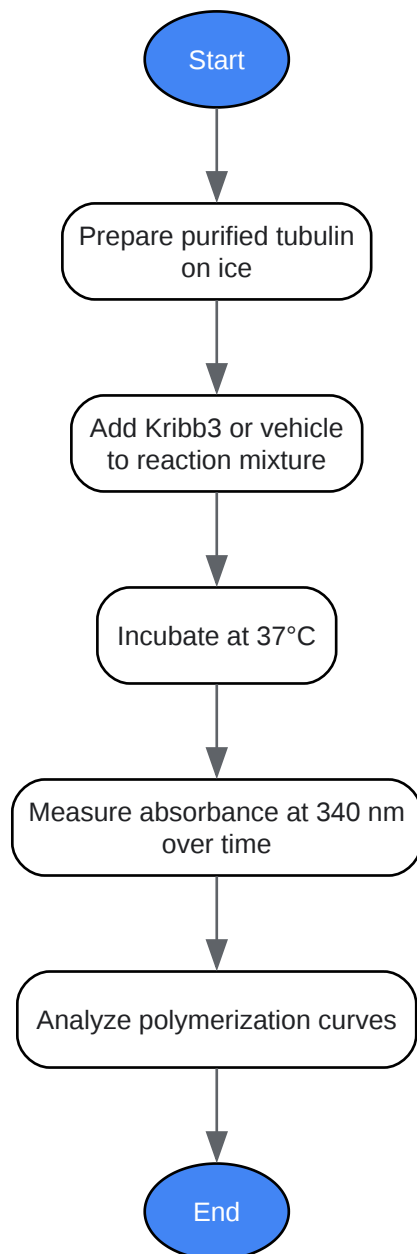 Start
Prepare purified tubulin
on ice
Add Kribb3 or vehicle
to reaction mixture
Incubate at 37°C
Measure absorbance at 340 nm
over time
Analyze polymerization curves
End